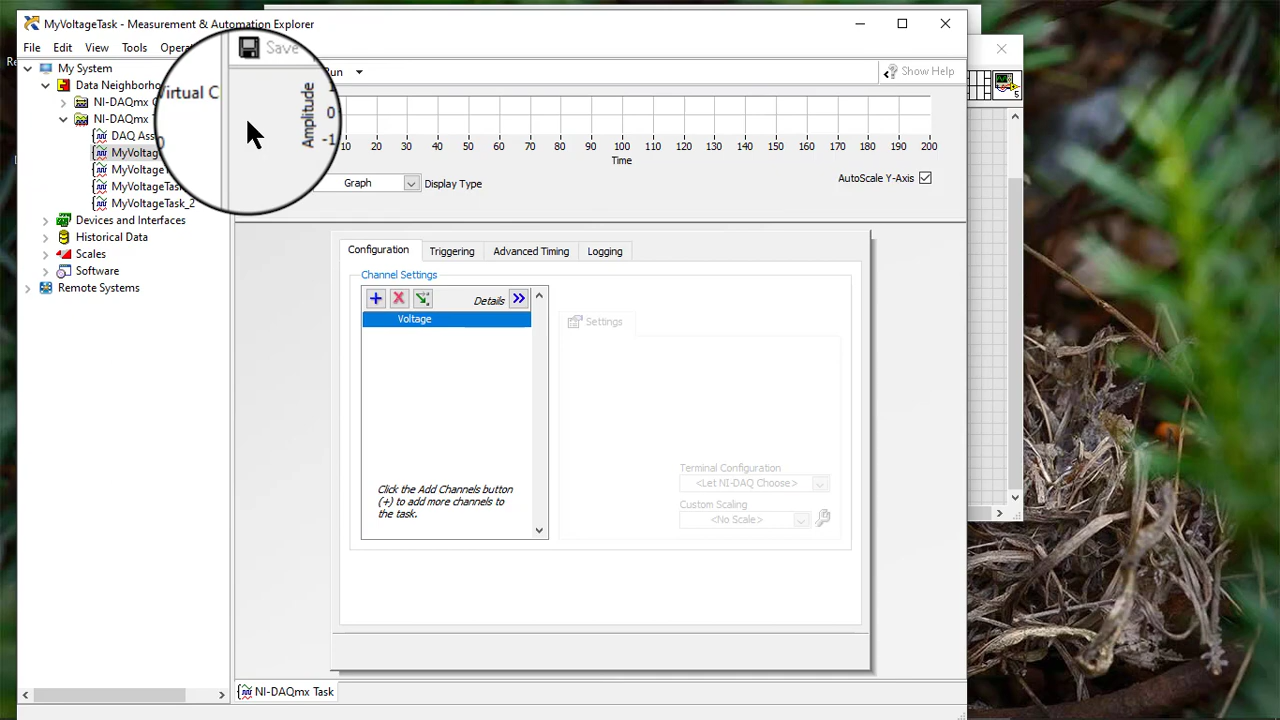 MyVoltageTask - Measurement & Automation Explorer
File Edit View Tools
Save
Run
Show Help
My System
Data Neighborho
NI-DAQmx
Virtual C
NI-DAQmx
DAQ Ass
MyVoltag
MyVoltageT
MyVoltageTas
MyVoltageTask_2
Devices and Interfaces
Historical Data
Scales
Software
Remote Systems
Amplitude
0
-1
10 20 30 40 50 60 70 80 90 100 110 120 130 140 150 160 170 180 190 200
Time
Graph
Display Type
AutoScale Y-Axis
Configuration Triggering Advanced Timing Logging
Channel Settings
Details
Voltage
Settings
Click the Add Channels button
(+) to add more channels to
the task.
Terminal Configuration
<Let NI-DAQ Choose>
Custom Scaling
<No Scale>
NI-DAQmx Task
5